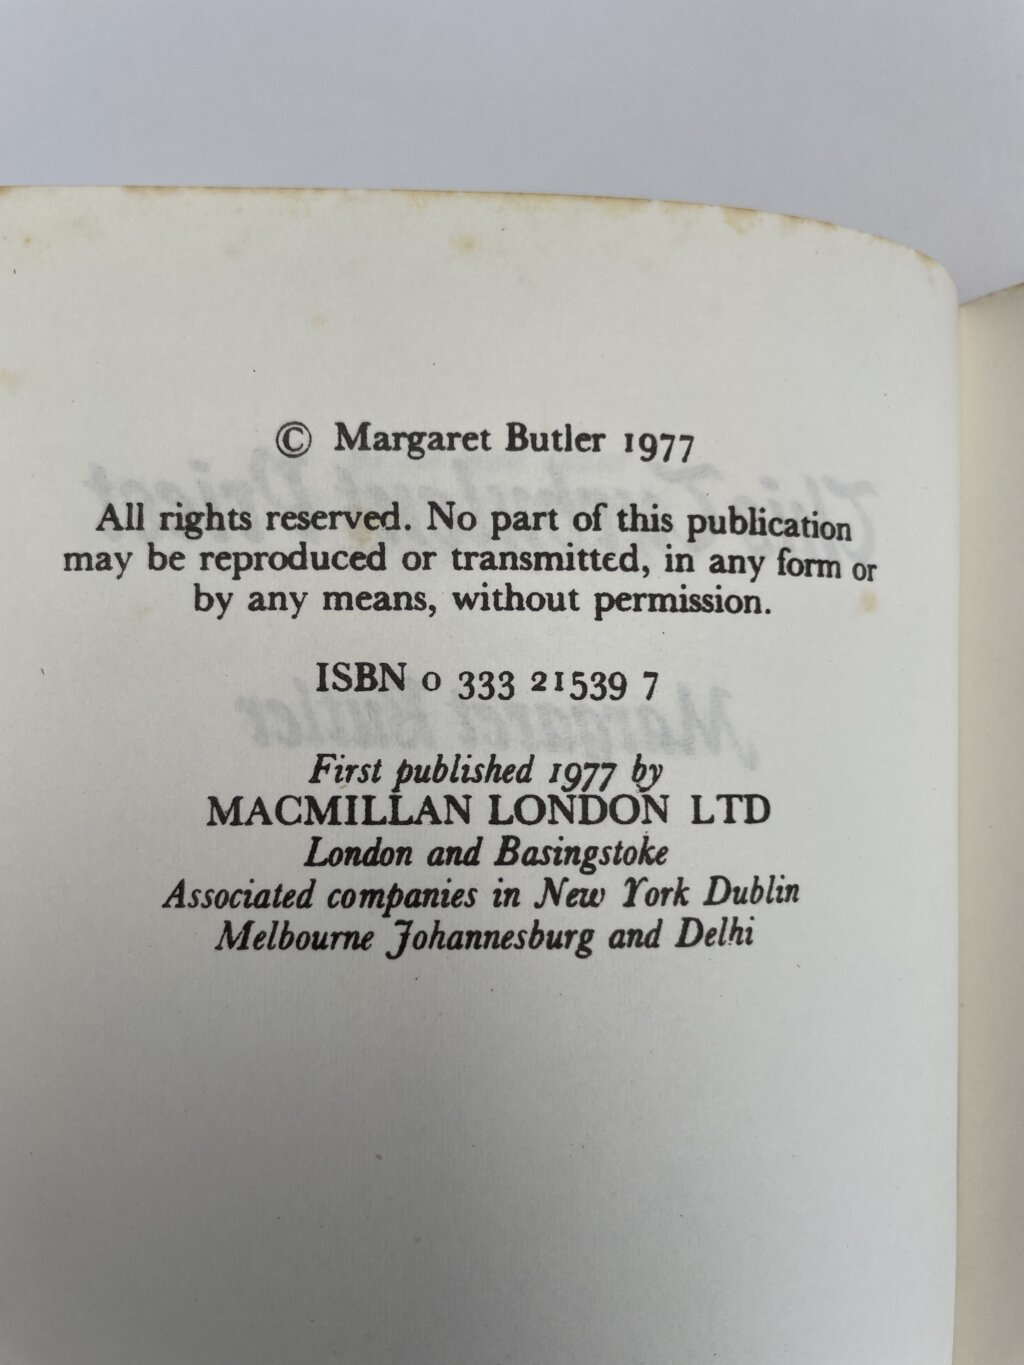 © Margaret Butler 1977
All rights reserved. No part of this publication
may be reproduced or transmitted, in any form or
by any means, without permission.
ISBN 0 333 21539 7
First published 1977 by
MACMILLAN LONDON LTD
London and Basingstoke
Associated companies in New York Dublin
Melbourne Johannesburg and Delhi